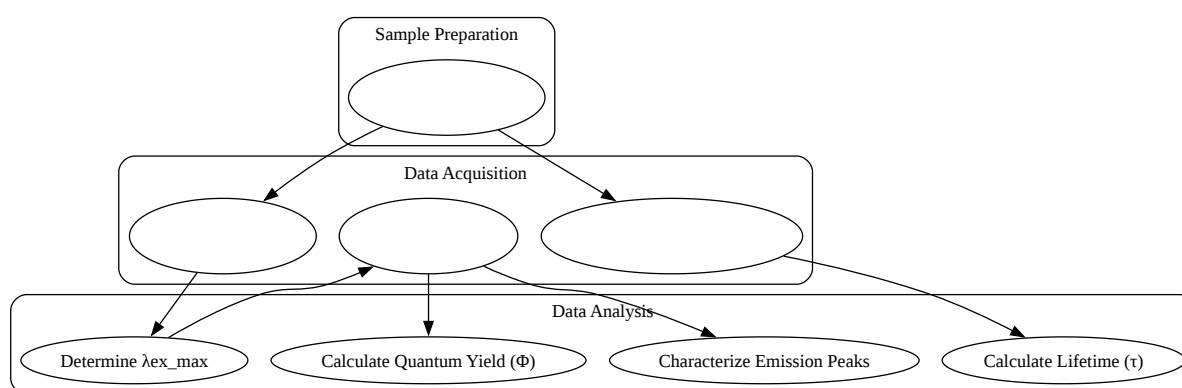 Sample Preparation
Data Acquisition
Data Analysis
Determine λex_max
Calculate Quantum Yield (Φ)
Characterize Emission Peaks
Calculate Lifetime (τ)